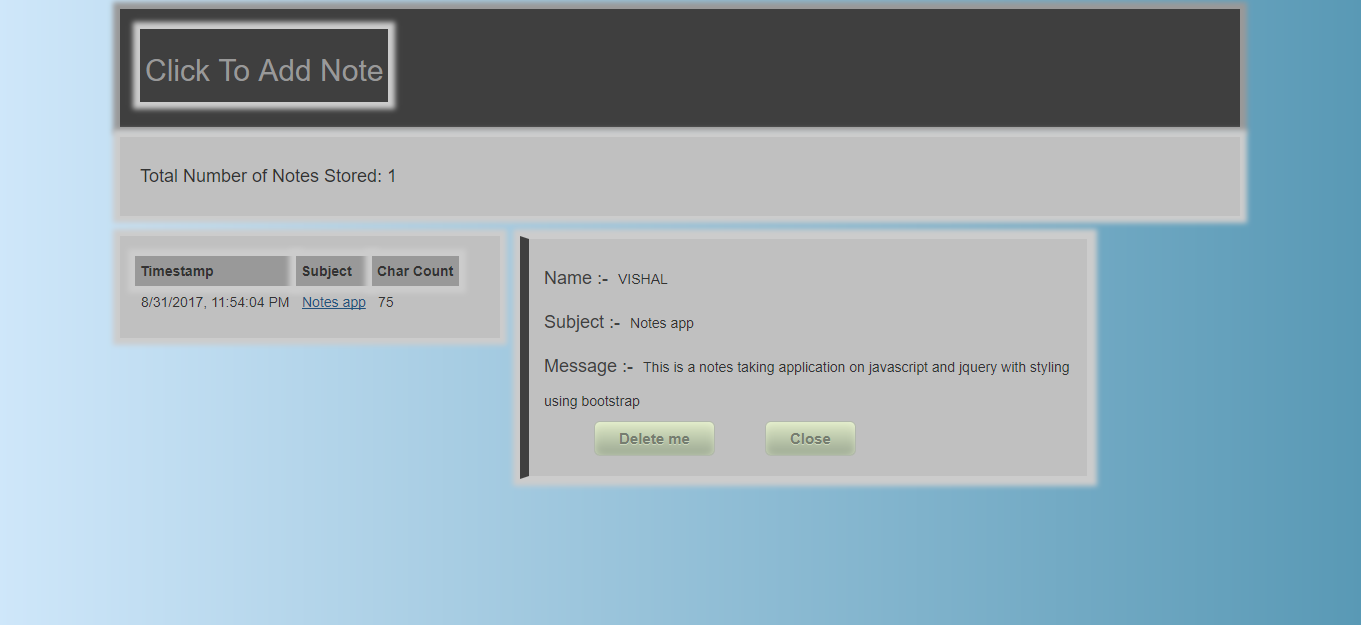 Click To Add Note
Total Number of Notes Stored: 1
Timestamp Subject Char Count
8/31/2017, 11:54:04 PM Notes app 75
Name :- VISHAL
Subject :- Notes app
Message :- This is a notes taking application on javascript and jquery with styling
using bootstrap
Delete me Close